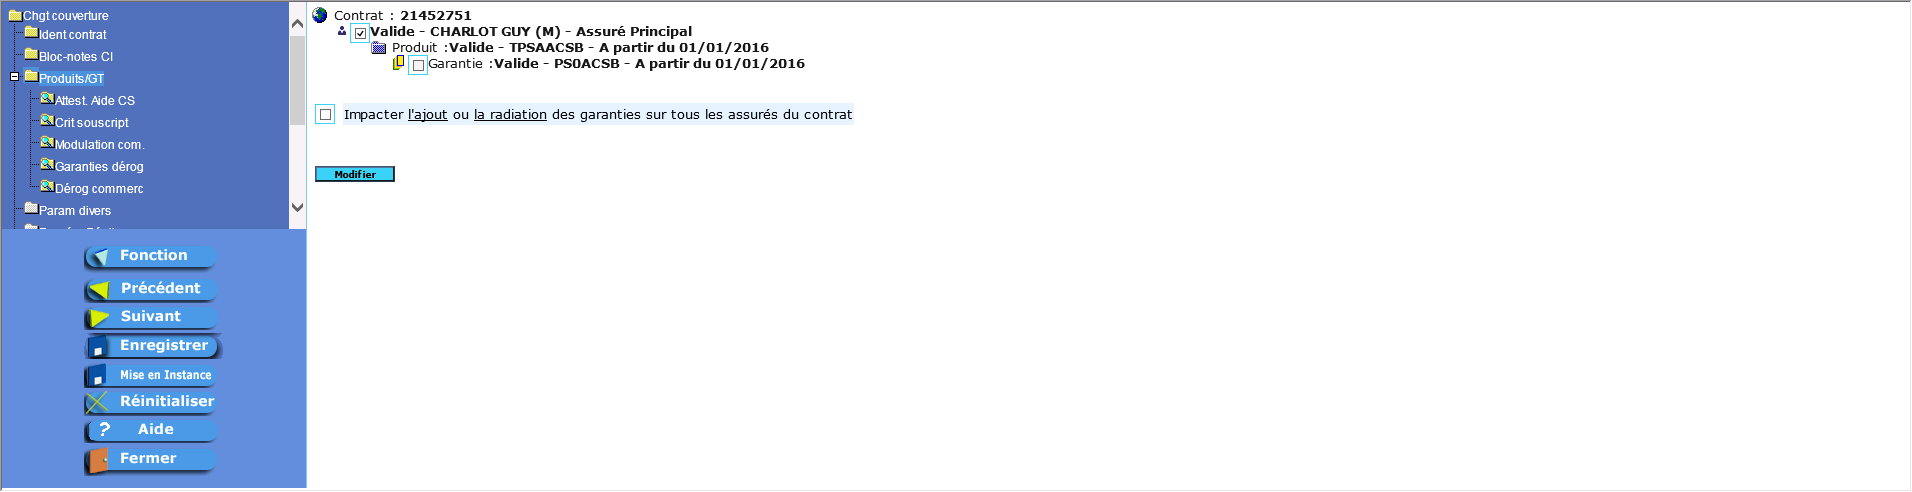 Chgt couverture
Ident contrat
Bloc-notes CI
Produits/GT
Attest. Aide CS
Crit souscript
Modulation com.
Garanties dérog
Dérog commerc
Param divers
Fonction
Précédent
Suivant
Enregistrer
Mise en Instance
Réinitialiser
Aide
Fermer
Contrat : 21452751
Valide - CHARLOT GUY (M) - Assuré Principal
Produit :Valide - TPSAACSB - A partir du 01/01/2016
Garantie :Valide - PS0ACSB - A partir du 01/01/2016
Impacter l'ajout ou la radiation des garanties sur tous les assurés du contrat
Modifier